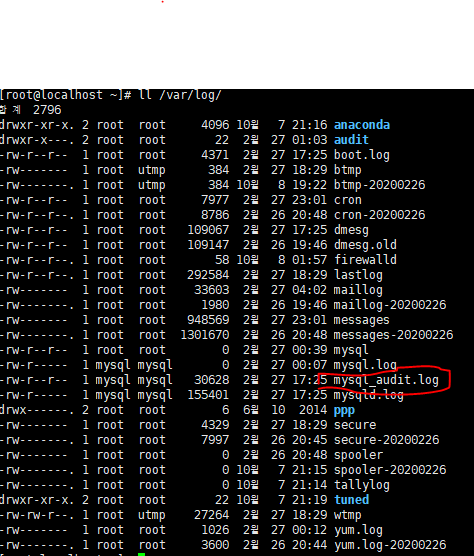 [root@localhost ~]# ll /var/log/
합계 2796
drwxr-xr-x. 2 root root 4096 10월 7 21:16 anaconda
drwxr-x---. 2 root root 22 2월 27 01:03 audit
-rw-r--r-- 1 root root 4371 2월 27 17:25 boot.log
-rw------- 1 root utmp 384 2월 27 18:29 btmp
-rw------- 1 root utmp 384 10월 8 19:22 btmp-20200226
-rw-r--r-- 1 root root 7977 2월 27 23:01 cron
-rw-r--r--. 1 root root 8786 2월 26 20:48 cron-20200226
-rw-r--r-- 1 root root 109067 2월 27 17:25 dmesg
-rw-r--r-- 1 root root 109147 2월 26 19:46 dmesg.old
-rw-r--r--. 1 root root 58 10월 8 01:57 firewalld
-rw-r--r--. 1 root root 292584 2월 27 18:29 lastlog
-rw------- 1 root root 33603 2월 27 04:02 maillog
-rw-------. 1 root root 1980 2월 26 19:46 maillog-20200226
-rw------- 1 root root 948569 2월 27 23:01 messages
-rw-------. 1 root root 1301670 2월 26 20:48 messages-20200226
-rw-r--r-- 1 root root 0 2월 27 00:39 mysql
-rw-r----- 1 mysql mysql 0 2월 27 00:07 mysql.log
-rw-r--r-- 1 mysql mysql 30628 2월 27 17:25 mysql_audit.log
-rw-r--r-- 1 mysql mysql 155401 2월 27 17:25 mysqld.log
drwx------. 2 root root 6 6월 10 2014 ppp
-rw------- 1 root root 4329 2월 27 18:29 secure
-rw-------. 1 root root 7997 2월 26 20:45 secure-20200226
-rw------- 1 root root 0 2월 26 20:48 spooler
-rw-------. 1 root root 0 10월 7 21:15 spooler-20200226
-rw-------. 1 root root 0 10월 7 21:14 tallylog
drwxr-xr-x. 2 root root 22 10월 7 21:19 tuned
-rw-rw-r--. 1 root utmp 27264 2월 27 18:29 wtmp
-rw------- 1 root root 1026 2월 27 00:12 yum.log
-rw-------. 1 root root 3600 2월 26 20:44 yum.log-20200226